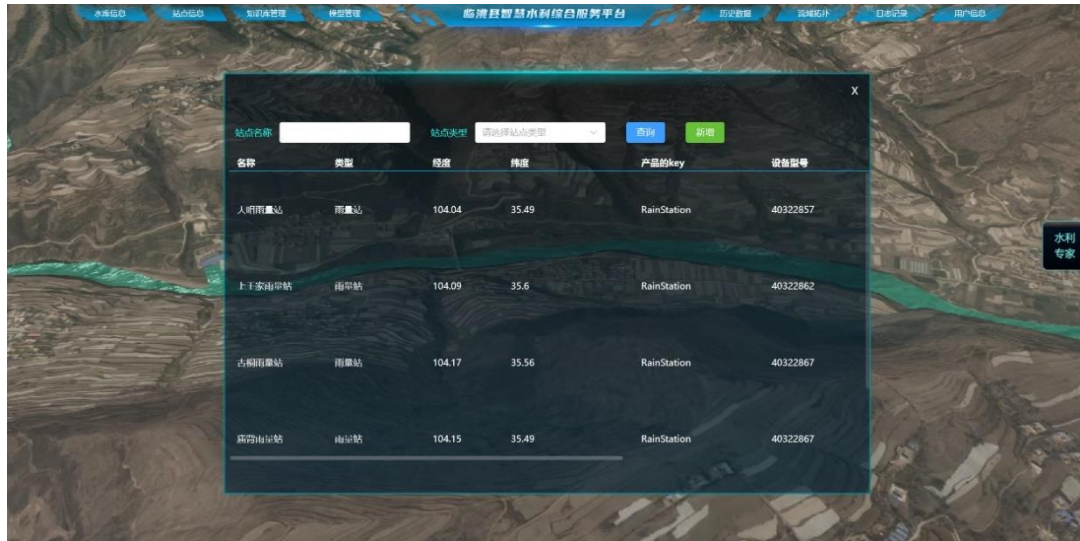 水库信息 站点信息 知识库管理 模型管理 临洮县智慧水利综合服务平台 历史数据 流域拓扑 日志记录 用户信息
X
站点名称 站点类型 请选择站点类型 查询 新增
名称 类型 经度 纬度 产品的key 设备型号
雨量站 雨量站 104.04 35.49 RainStation 40322857
水利
专家
上王家雨量站 雨量站 104.09 35.6 RainStation 40322862
雨量站 雨量站 104.17 35.56 RainStation 40322867
庙背雨量站 雨量站 104.15 35.49 RainStation 40322867